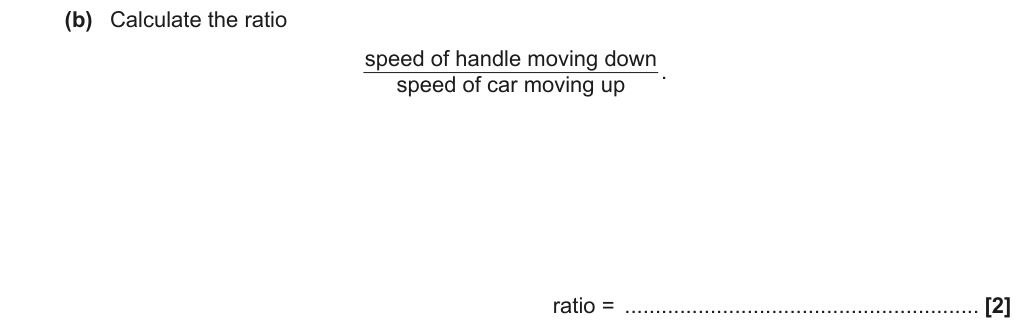 (b) Calculate the ratio
speed of handle moving down
speed of car moving up
.
ratio = .......................................................... [2]